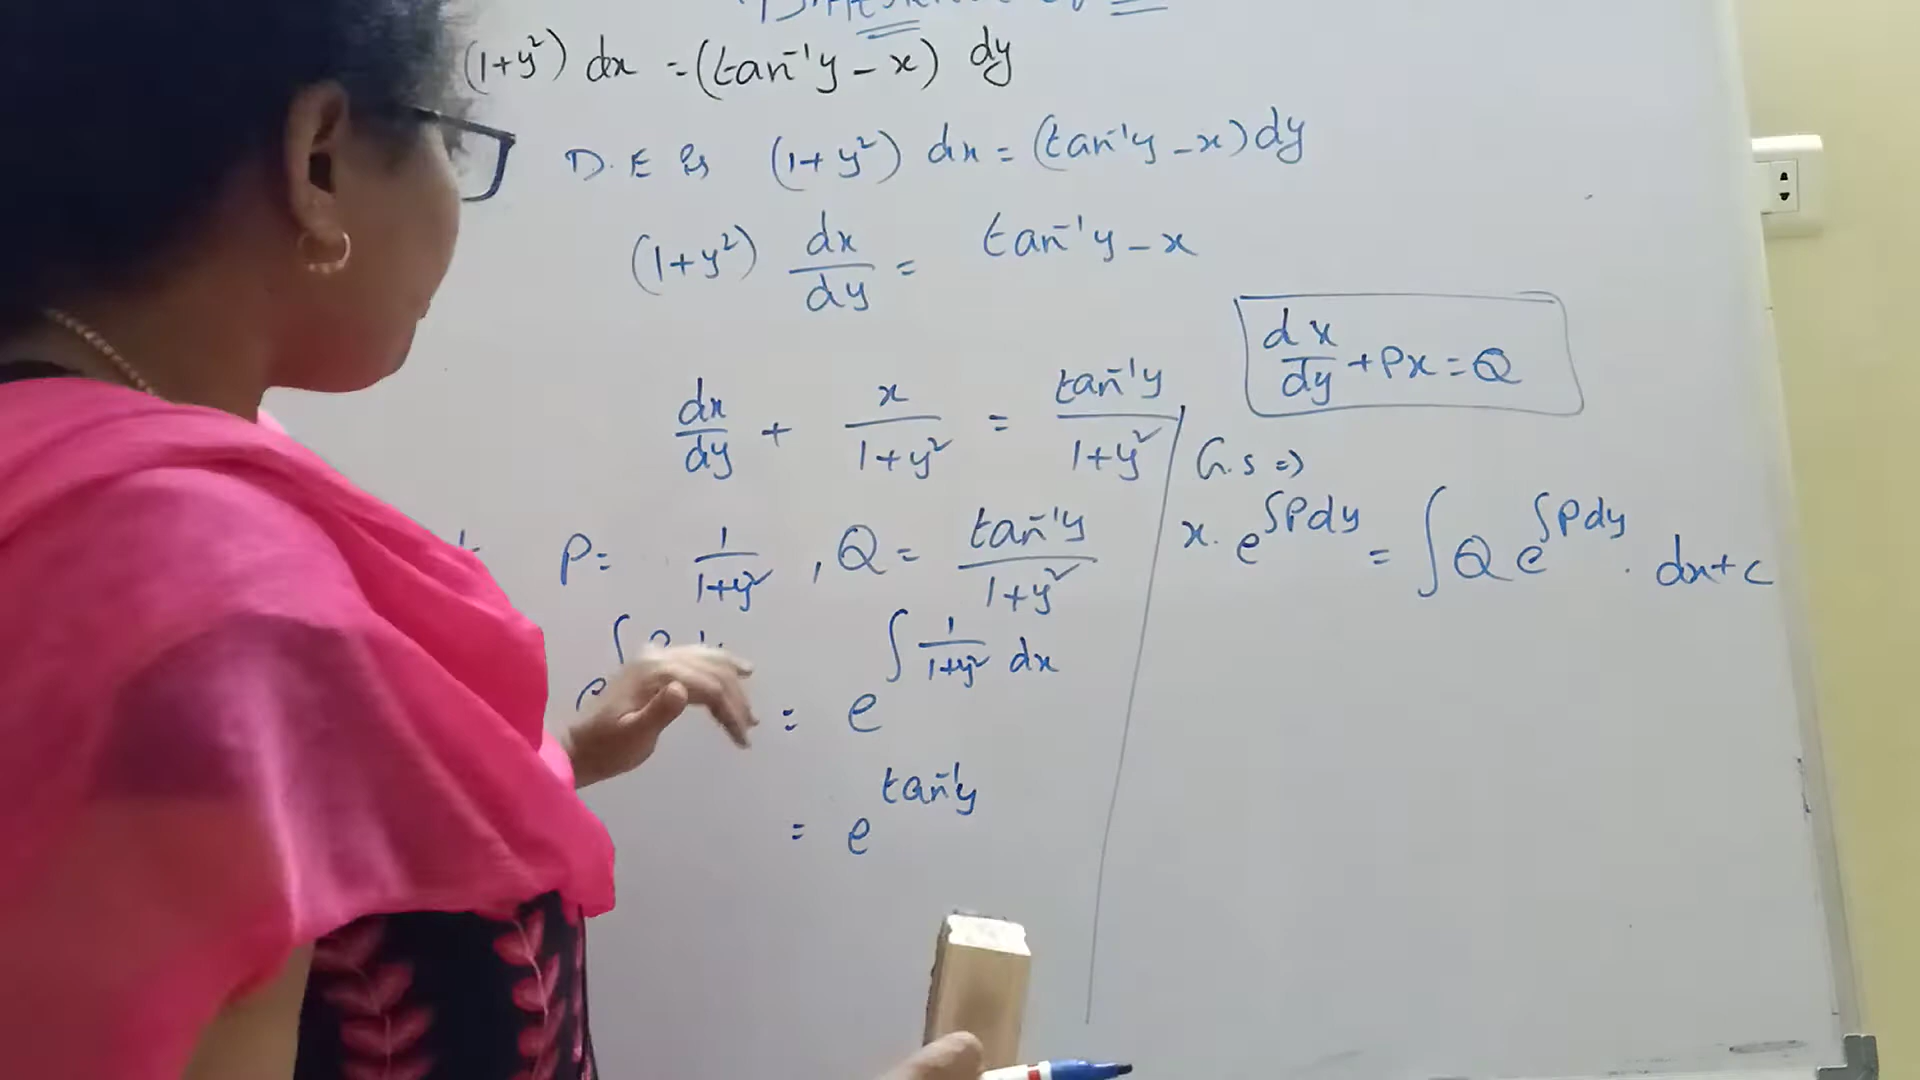 (1+y²) dx = (tan⁻¹y – x) dy
D.E is (1+y²) dx = (tan⁻¹y – x) dy
(1+y²) dx/dy = tan⁻¹y – x
dx/dy + Px = Q
dx/dy + x/1+y² = tan⁻¹y/1+y²
G.S ⇒
P = 1/1+y² , Q = tan⁻¹y/1+y²
x. e^∫Pdy = ∫Q e^∫Pdy . dx+c
= e^∫ 1/1+y² dx
= e^tan⁻¹y